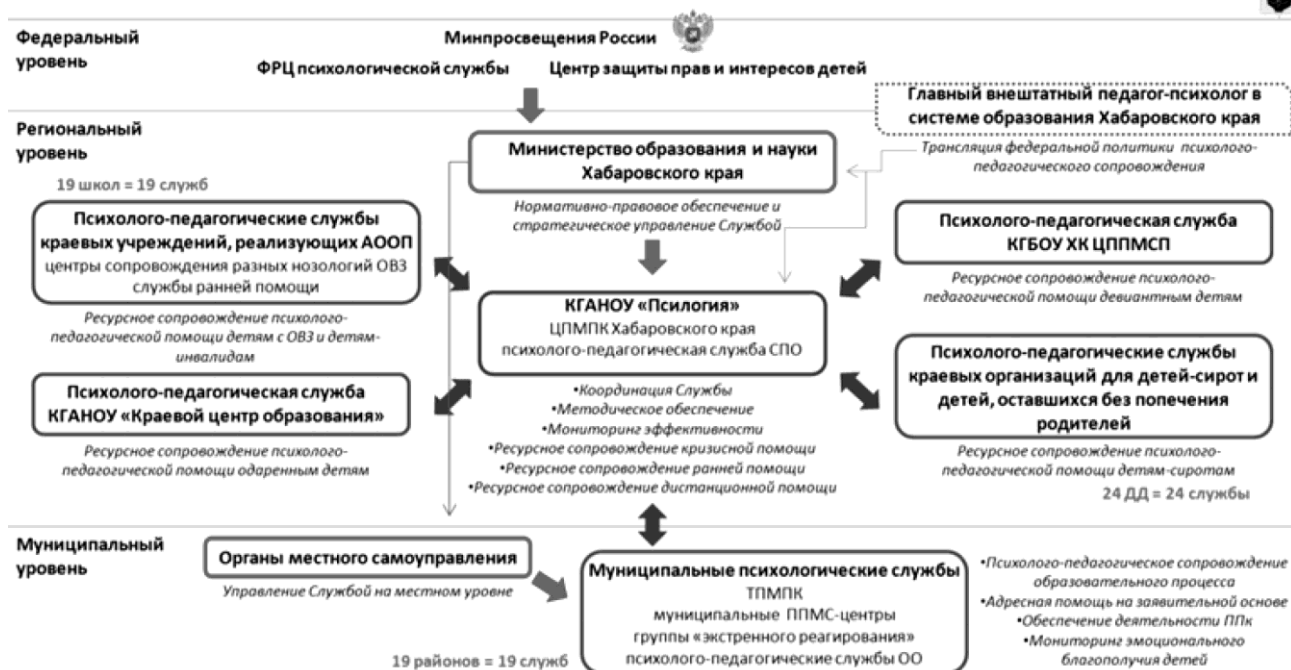 Федеральный
уровень
Минпросвещения России
ФРЦ психологической службы
Центр защиты прав и интересов детей
Главный внештатный педагог-психолог в
системе образования Хабаровского края
Трансляция федеральной политики психолого-
педагогического сопровождения
Региональный
уровень
Министерство образования и науки
Хабаровского края
Нормативно-правовое обеспечение и
стратегическое управление Службой
19 школ = 19 служб
Психолого-педагогические службы
краевых учреждений, реализующих АООП
центры сопровождения разных нозологий ОВЗ
службы ранней помощи
Ресурсное сопровождение психолого-
педагогической помощи детям с ОВЗ и детям-
инвалидам
Психолого-педагогическая служба
КГАНОУ «Краевой центр образования»
Ресурсное сопровождение психолого-
педагогической помощи одаренным детям
КГАНОУ «Псилогия»
ЦПМПК Хабаровского края
психолого-педагогическая служба СПО
•Координация Службы
•Методическое обеспечение
•Мониторинг эффективности
•Ресурсное сопровождение кризисной помощи
•Ресурсное сопровождение ранней помощи
•Ресурсное сопровождение дистанционной помощи
Психолого-педагогическая служба
КГБОУ ХК ЦППМСП
Ресурсное сопровождение психолого-
педагогической помощи девиантным детям
Психолого-педагогические службы
краевых организаций для детей-сирот и
детей, оставшихся без попечения
родителей
Ресурсное сопровождение психолого-
педагогической помощи детям-сиротам
24 ДД = 24 службы
Муниципальный
уровень
Органы местного самоуправления
Управление Службой на местном уровне
19 районов = 19 служб
Муниципальные психологические службы
ТПМПК
муниципальные ППМС-центры
группы «экстренного реагирования»
психолого-педагогические службы ОО
•Психолого-педагогическое сопровождение
образовательного процесса
•Адресная помощь на заявительной основе
•Обеспечение деятельности ППк
•Мониторинг эмоционального
благополучия детей